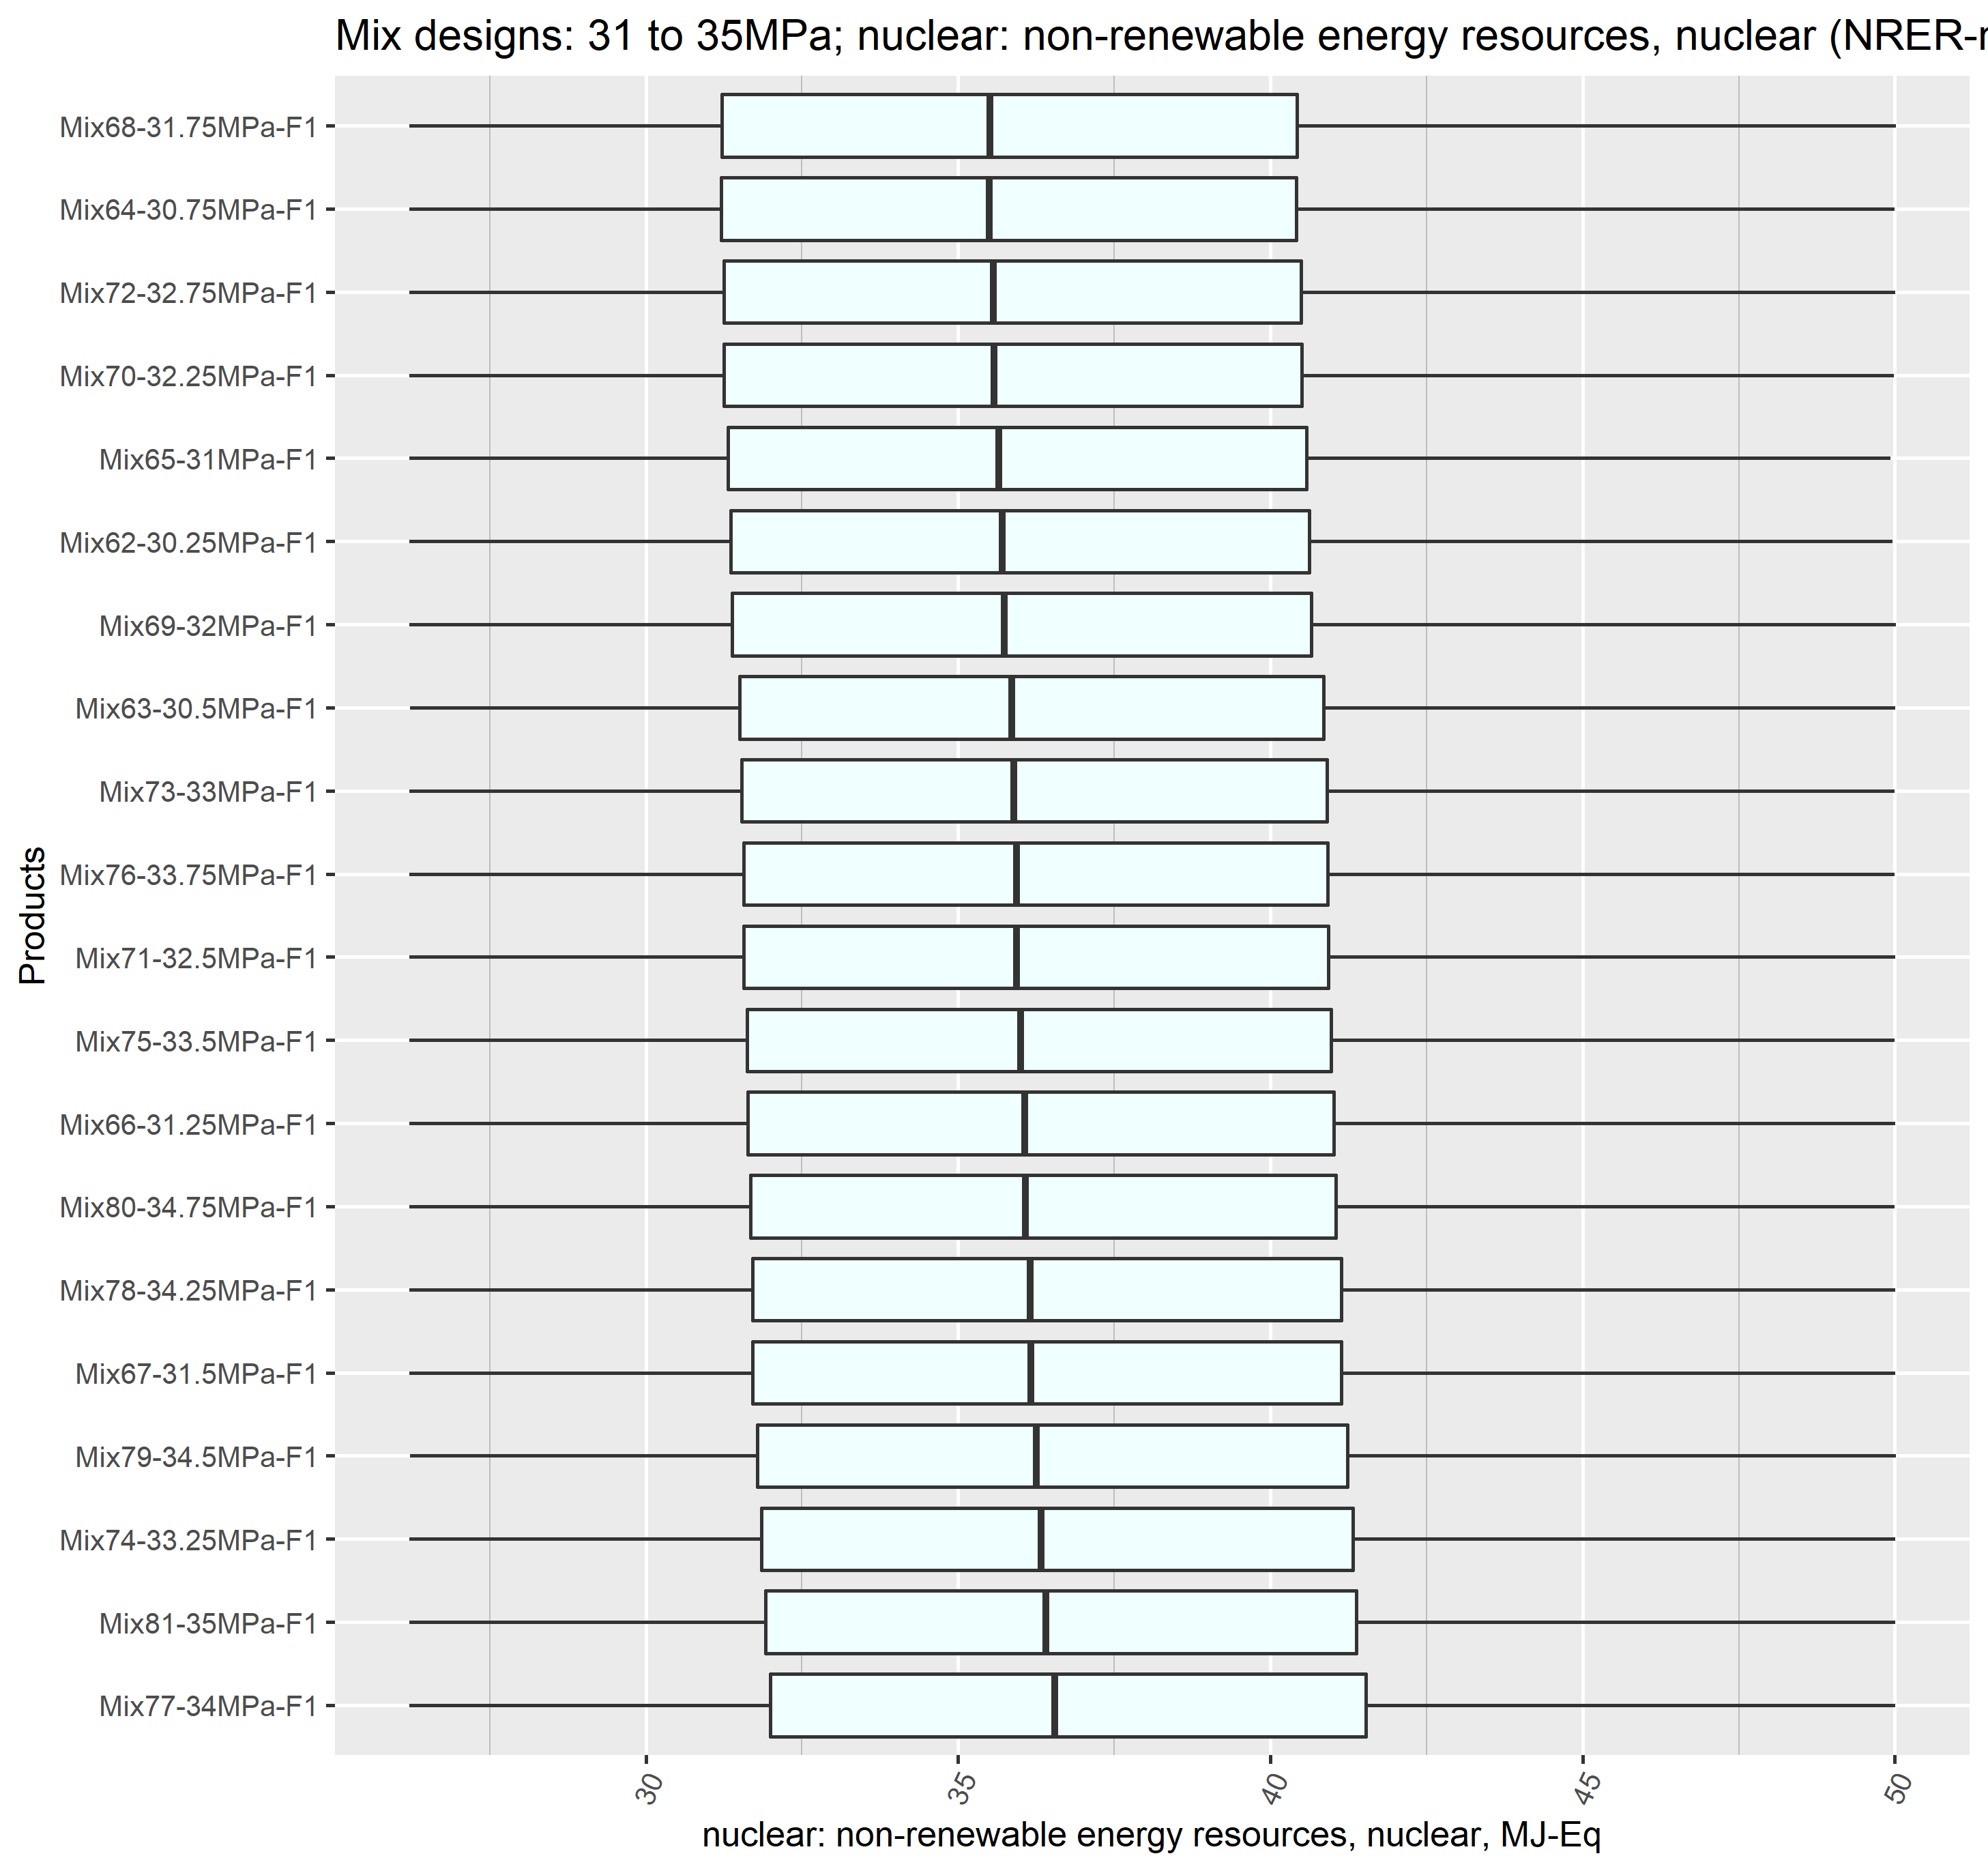 Mix designs: 31 to 35MPa; nuclear: non-renewable energy resources, nuclear (NRER-
Mix68-31.75MPa-F1
Mix64-30.75MPa-F1
Mix72-32.75MPa-F1
Mix70-32.25MPa-F1
Mix65-31MPa-F1
Mix62-30.25MPa-F1
Mix69-32MPa-F1
Mix63-30.5MPa-F1
Mix73-33MPa-F1
Mix76-33.75MPa-F1
Mix71-32.5MPa-F1
Mix75-33.5MPa-F1
Mix66-31.25MPa-F1
Mix80-34.75MPa-F1
Mix78-34.25MPa-F1
Mix67-31.5MPa-F1
Mix79-34.5MPa-F1
Mix74-33.25MPa-F1
Mix81-35MPa-F1
Mix77-34MPa-F1
Products
30 35 40 45 50
nuclear: non-renewable energy resources, nuclear, MJ-Eq